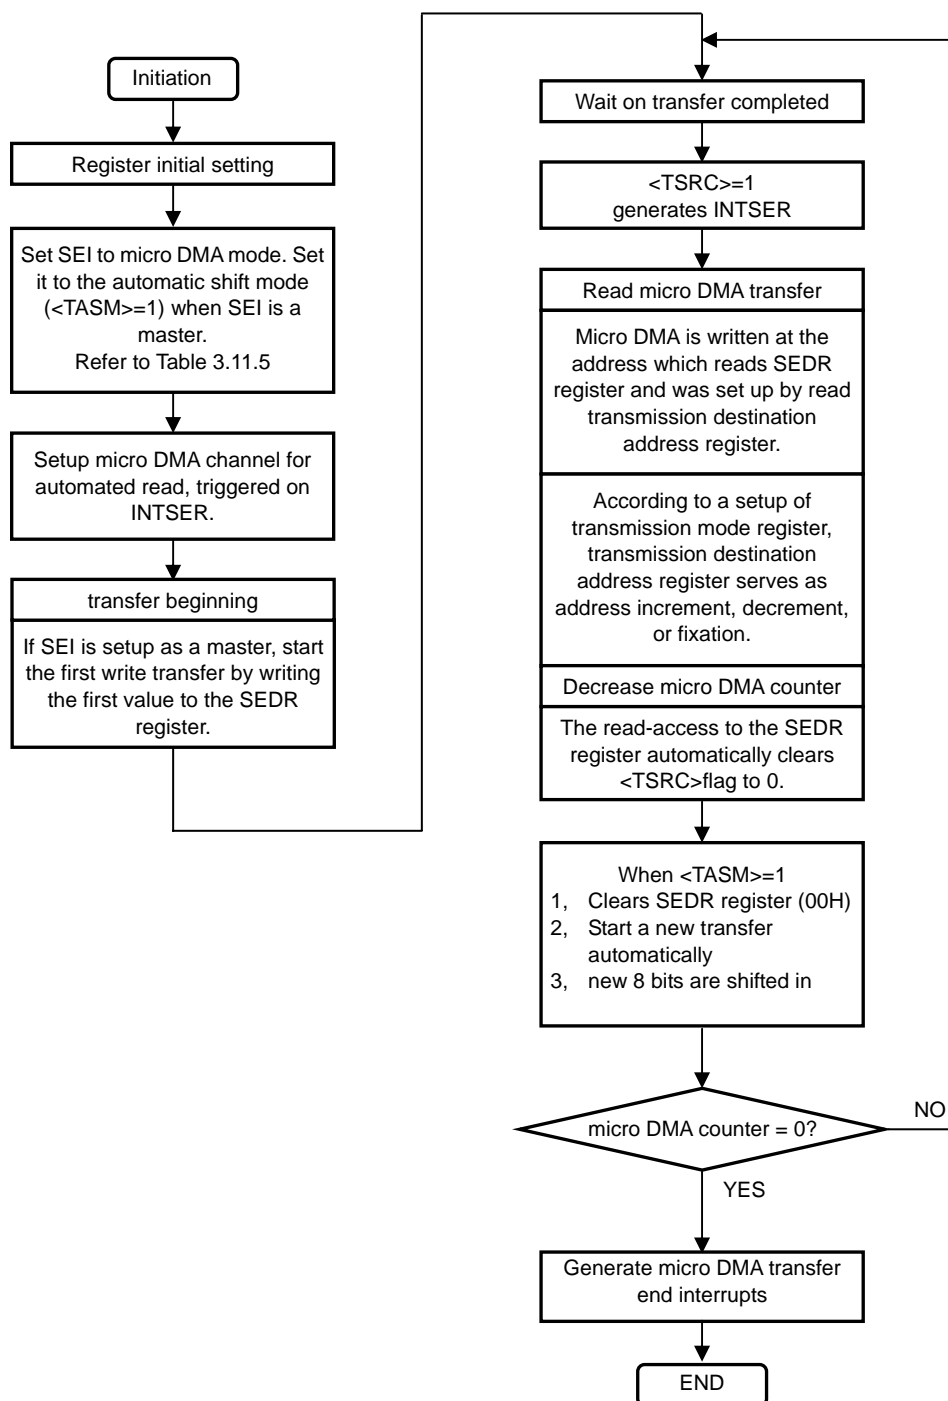 Initiation
Register initial setting
Set SEI to micro DMA mode. Set
it to the automatic shift mode
(<TASM>=1) when SEI is a
master.
Refer to Table 3.11.5
Setup micro DMA channel for
automated read, triggered on
INTSER.
transfer beginning
If SEI is setup as a master, start
the first write transfer by writing
the first value to the SEDR
register.
Wait on transfer completed
<TSRC>=1
generates INTSER
Read micro DMA transfer
Micro DMA is written at the
address which reads SEDR
register and was set up by read
transmission destination
address register.
According to a setup of
transmission mode register,
transmission destination
address register serves as
address increment, decrement,
or fixation.
Decrease micro DMA counter
The read-access to the SEDR
register automatically clears
<TSRC>flag to 0.
When <TASM>=1
1, Clears SEDR register (00H)
2, Start a new transfer
automatically
3, new 8 bits are shifted in
micro DMA counter = 0?
NO
YES
Generate micro DMA transfer
end interrupts
END